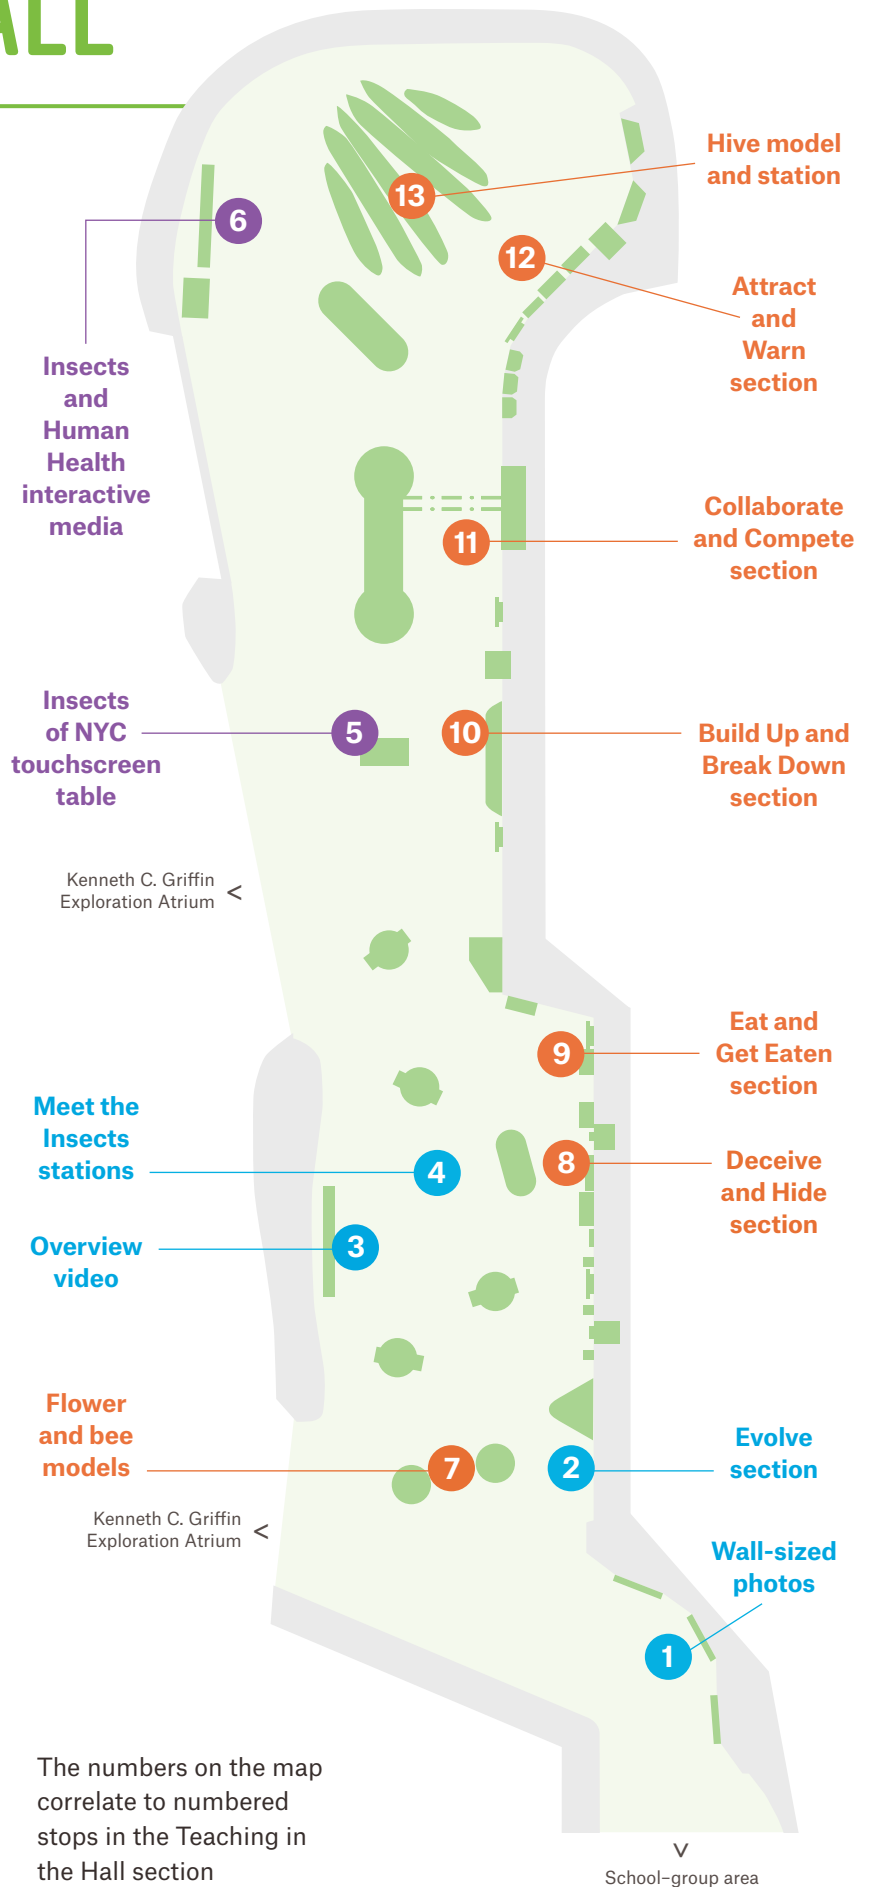 ALL
13
Hive model
and station
6
12
Attract
and
Warn
section
Insects
and
Human
Health
interactive
media
11
Collaborate
and Compete
section
Insects
of NYC
touchscreen
table
5
10
Build Up and
Break Down
section
Kenneth C. Griffin
Exploration Atrium <
9
Eat and
Get Eaten
section
Meet the
Insects
stations
4
8
Deceive
and Hide
section
Overview
video
3
Flower
and bee
models
7
2
Evolve
section
Kenneth C. Griffin
Exploration Atrium <
Wall-sized
photos
1
The numbers on the map
correlate to numbered
stops in the Teaching in
the Hall section
School-group area